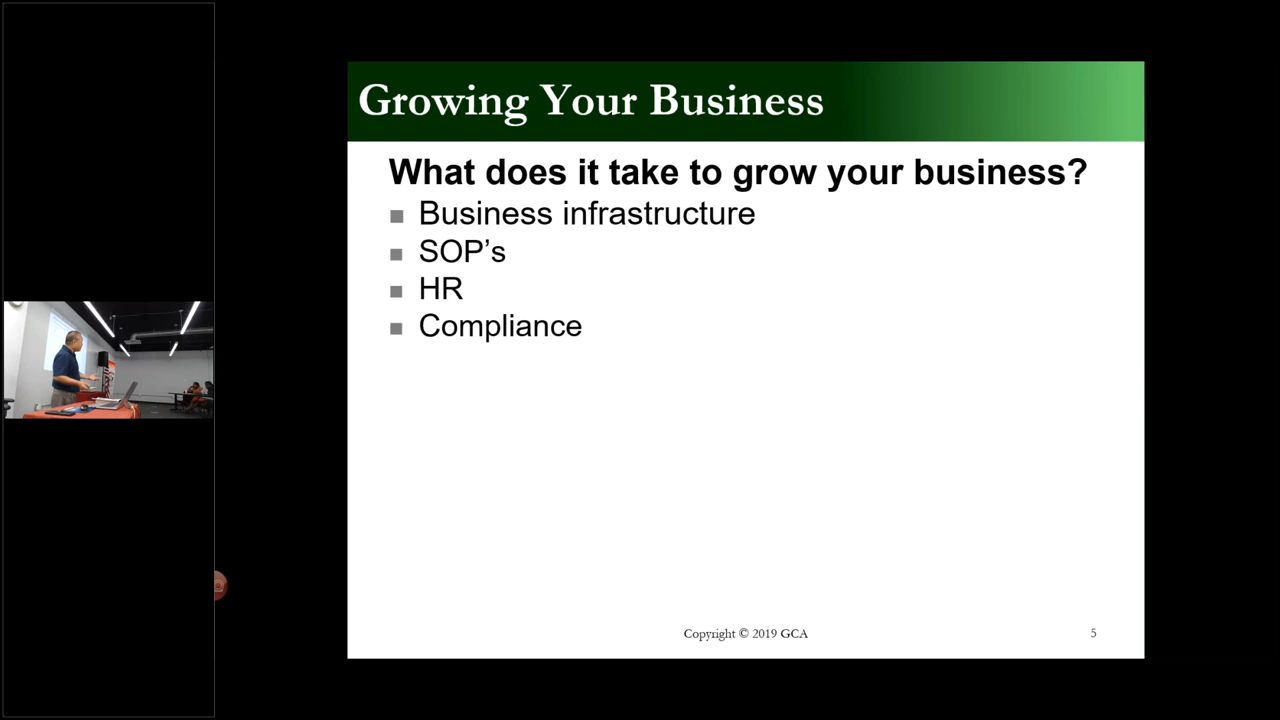 Growing Your Business
What does it take to grow your business?
Business infrastructure
SOP’s
HR
Compliance
Copyright © 2019 GCA
5